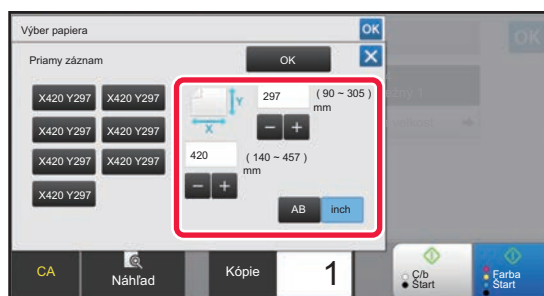 Výber papiera
OK
OK
Priamy záznam
OK
X420 Y297
X420 Y297
X420 Y297
X420 Y297
X420 Y297
X420 Y297
X420 Y297
Y
X
297
( 90 ~ 305 )
mm
420
( 140 ~ 457 )
mm
AB
inch
CA
Náhľad
Kópie
1
C/b
Štart
Farba
Štart